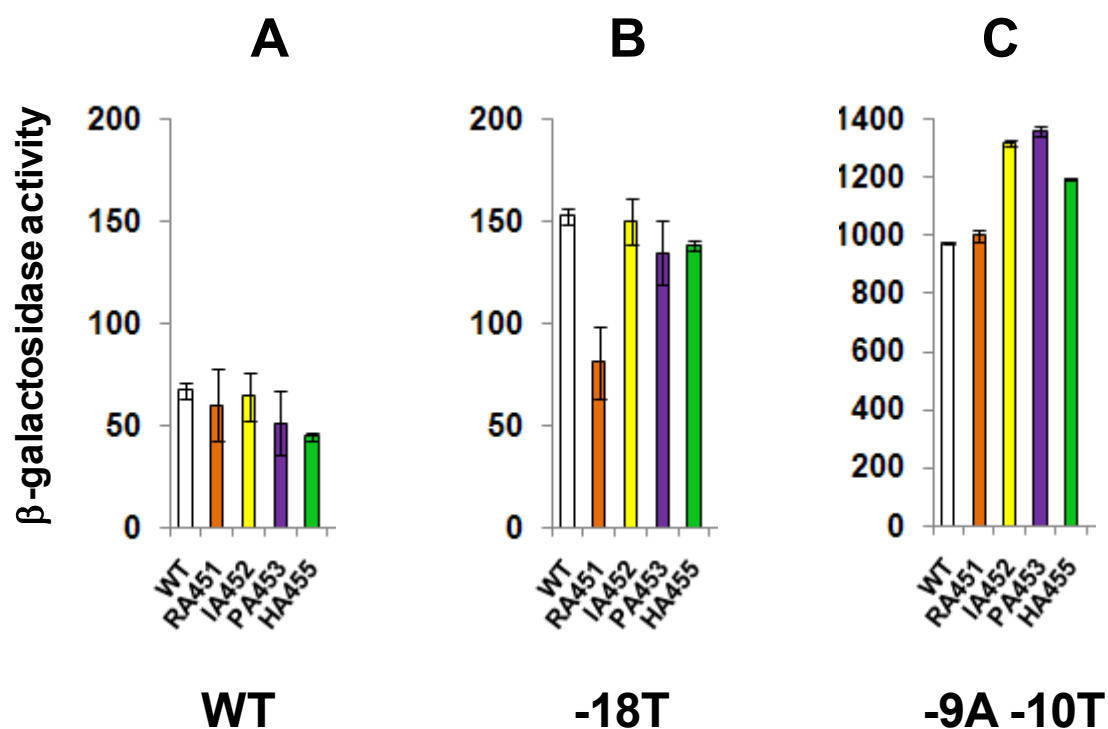 A
B
C
β-galactosidase activity
200
150
100
50
0
WT
RA451
IA452
PA453
HA455
WT
200
150
100
50
0
WT
RA451
IA452
PA453
HA455
-18T
1400
1200
1000
800
600
400
200
0
WT
RA451
IA452
PA453
HA455
-9A -10T